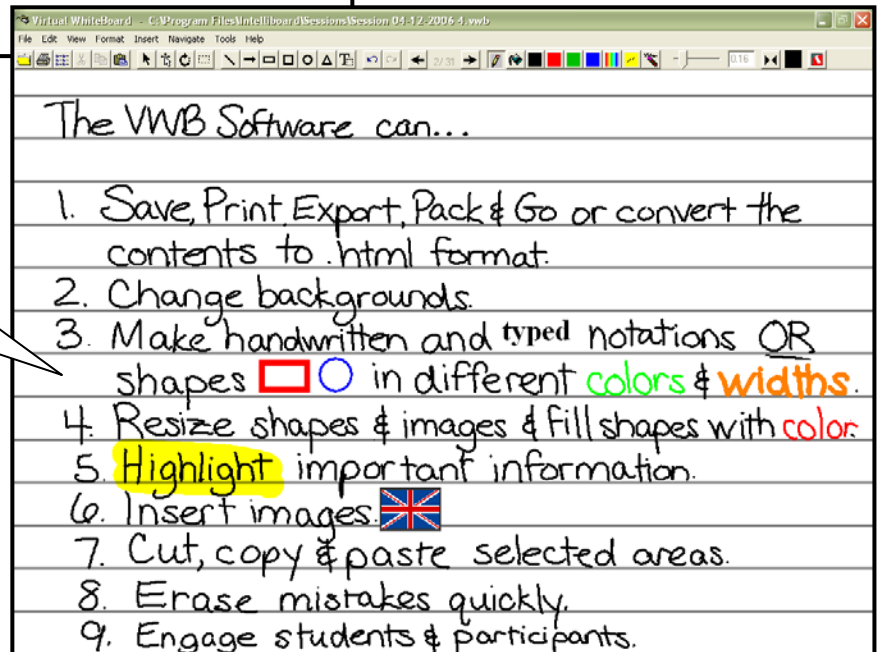 Virtual WhiteBoard - C:\Program Files\Intelliboard\Sessions\Session 04-12-2006 4.vwb
File Edit View Format Insert Navigate Tools Help
2/31 0.16
The VWB Software can...
1. Save, Print, Export, Pack & Go or convert the
contents to .html format.
2. Change backgrounds.
3. Make handwritten and typed notations OR
shapes in different colors & widths.
4. Resize shapes & images & fill shapes with color.
5. Highlight important information.
6. Insert images.
7. Cut, copy & paste selected areas.
8. Erase mistakes quickly.
9. Engage students & participants.